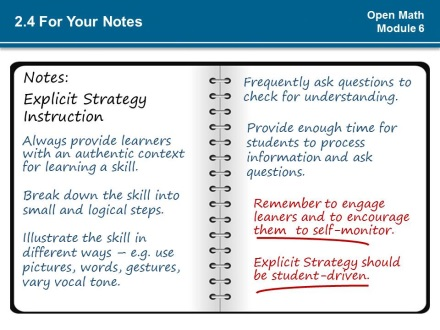 2.4 For Your Notes
Open Math
Module 6
Notes:
Explicit Strategy
Instruction
Always provide learners
with an authentic context
for learning a skill.
Break down the skill into
small and logical steps.
Illustrate the skill in
different ways – e.g. use
pictures, words, gestures,
vary vocal tone.
Frequently ask questions to
check for understanding.
Provide enough time for
students to process
information and ask
questions.
Remember to engage
leaners and to encourage
them to self-monitor.
Explicit Strategy should
be student-driven.